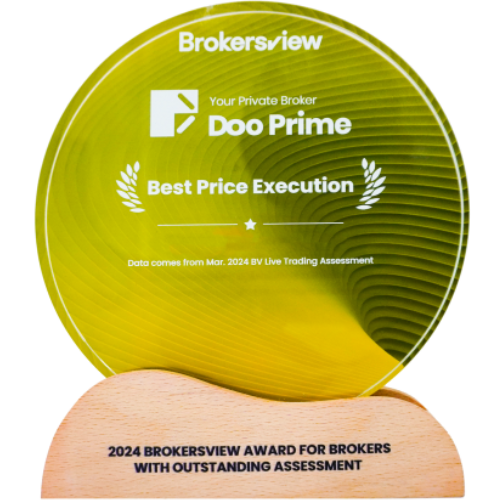 Brokersview
Your Private Broker
Doo Prime
Best Price Execution
Data comes from Mar. 2024 BV Live Trading Assessment
2024 BROKERSVIEW AWARD FOR BROKERS
WITH OUTSTANDING ASSESSMENT